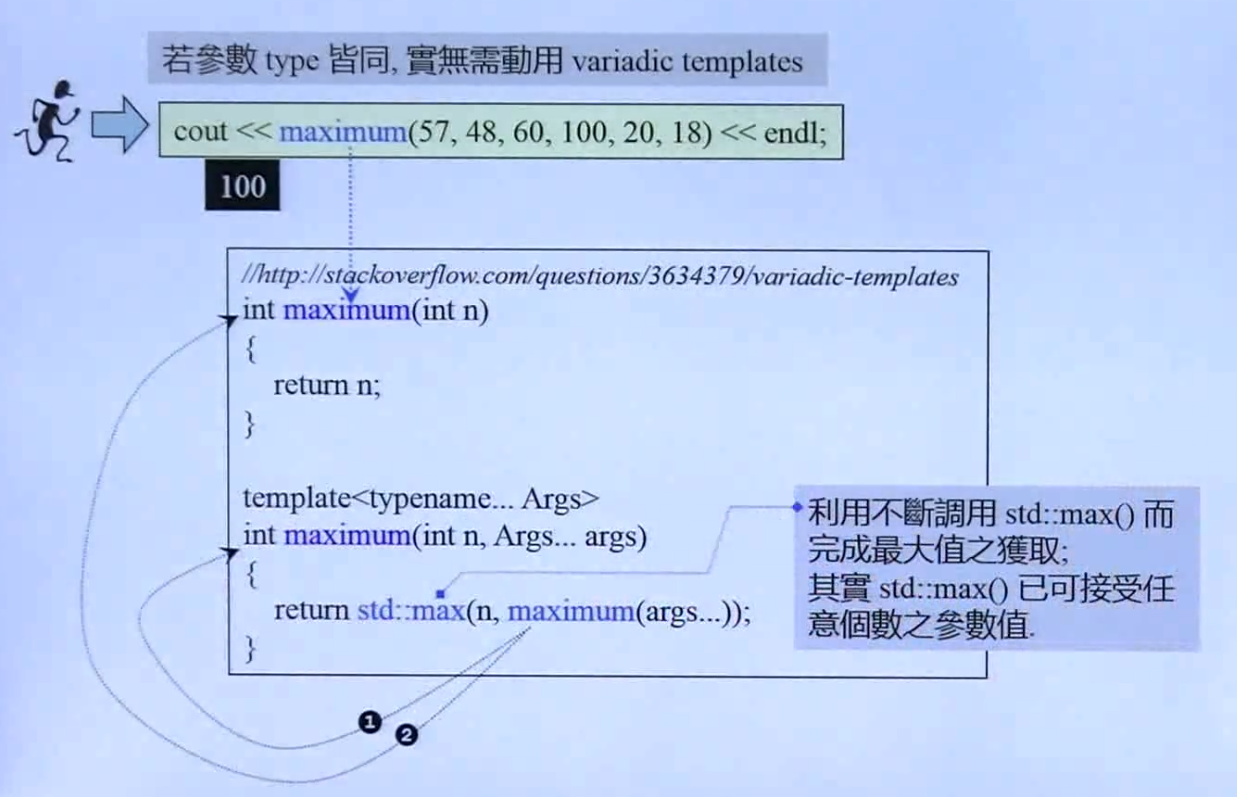 若參數 type 皆同, 實無需動用 variadic templates
cout << maximum(57, 48, 60, 100, 20, 18) << endl;
100
//http://stackoverflow.com/questions/3634379/variadic-templates
int maximum(int n)
{
return n;
}
template<typename... Args>
int maximum(int n, Args... args)
{
return std::max(n, maximum(args...));
}
利用不斷調用 std::max() 而
完成最大值之獲取;
其實 std::max() 已可接受任
意個數之參數值.
❶
❷